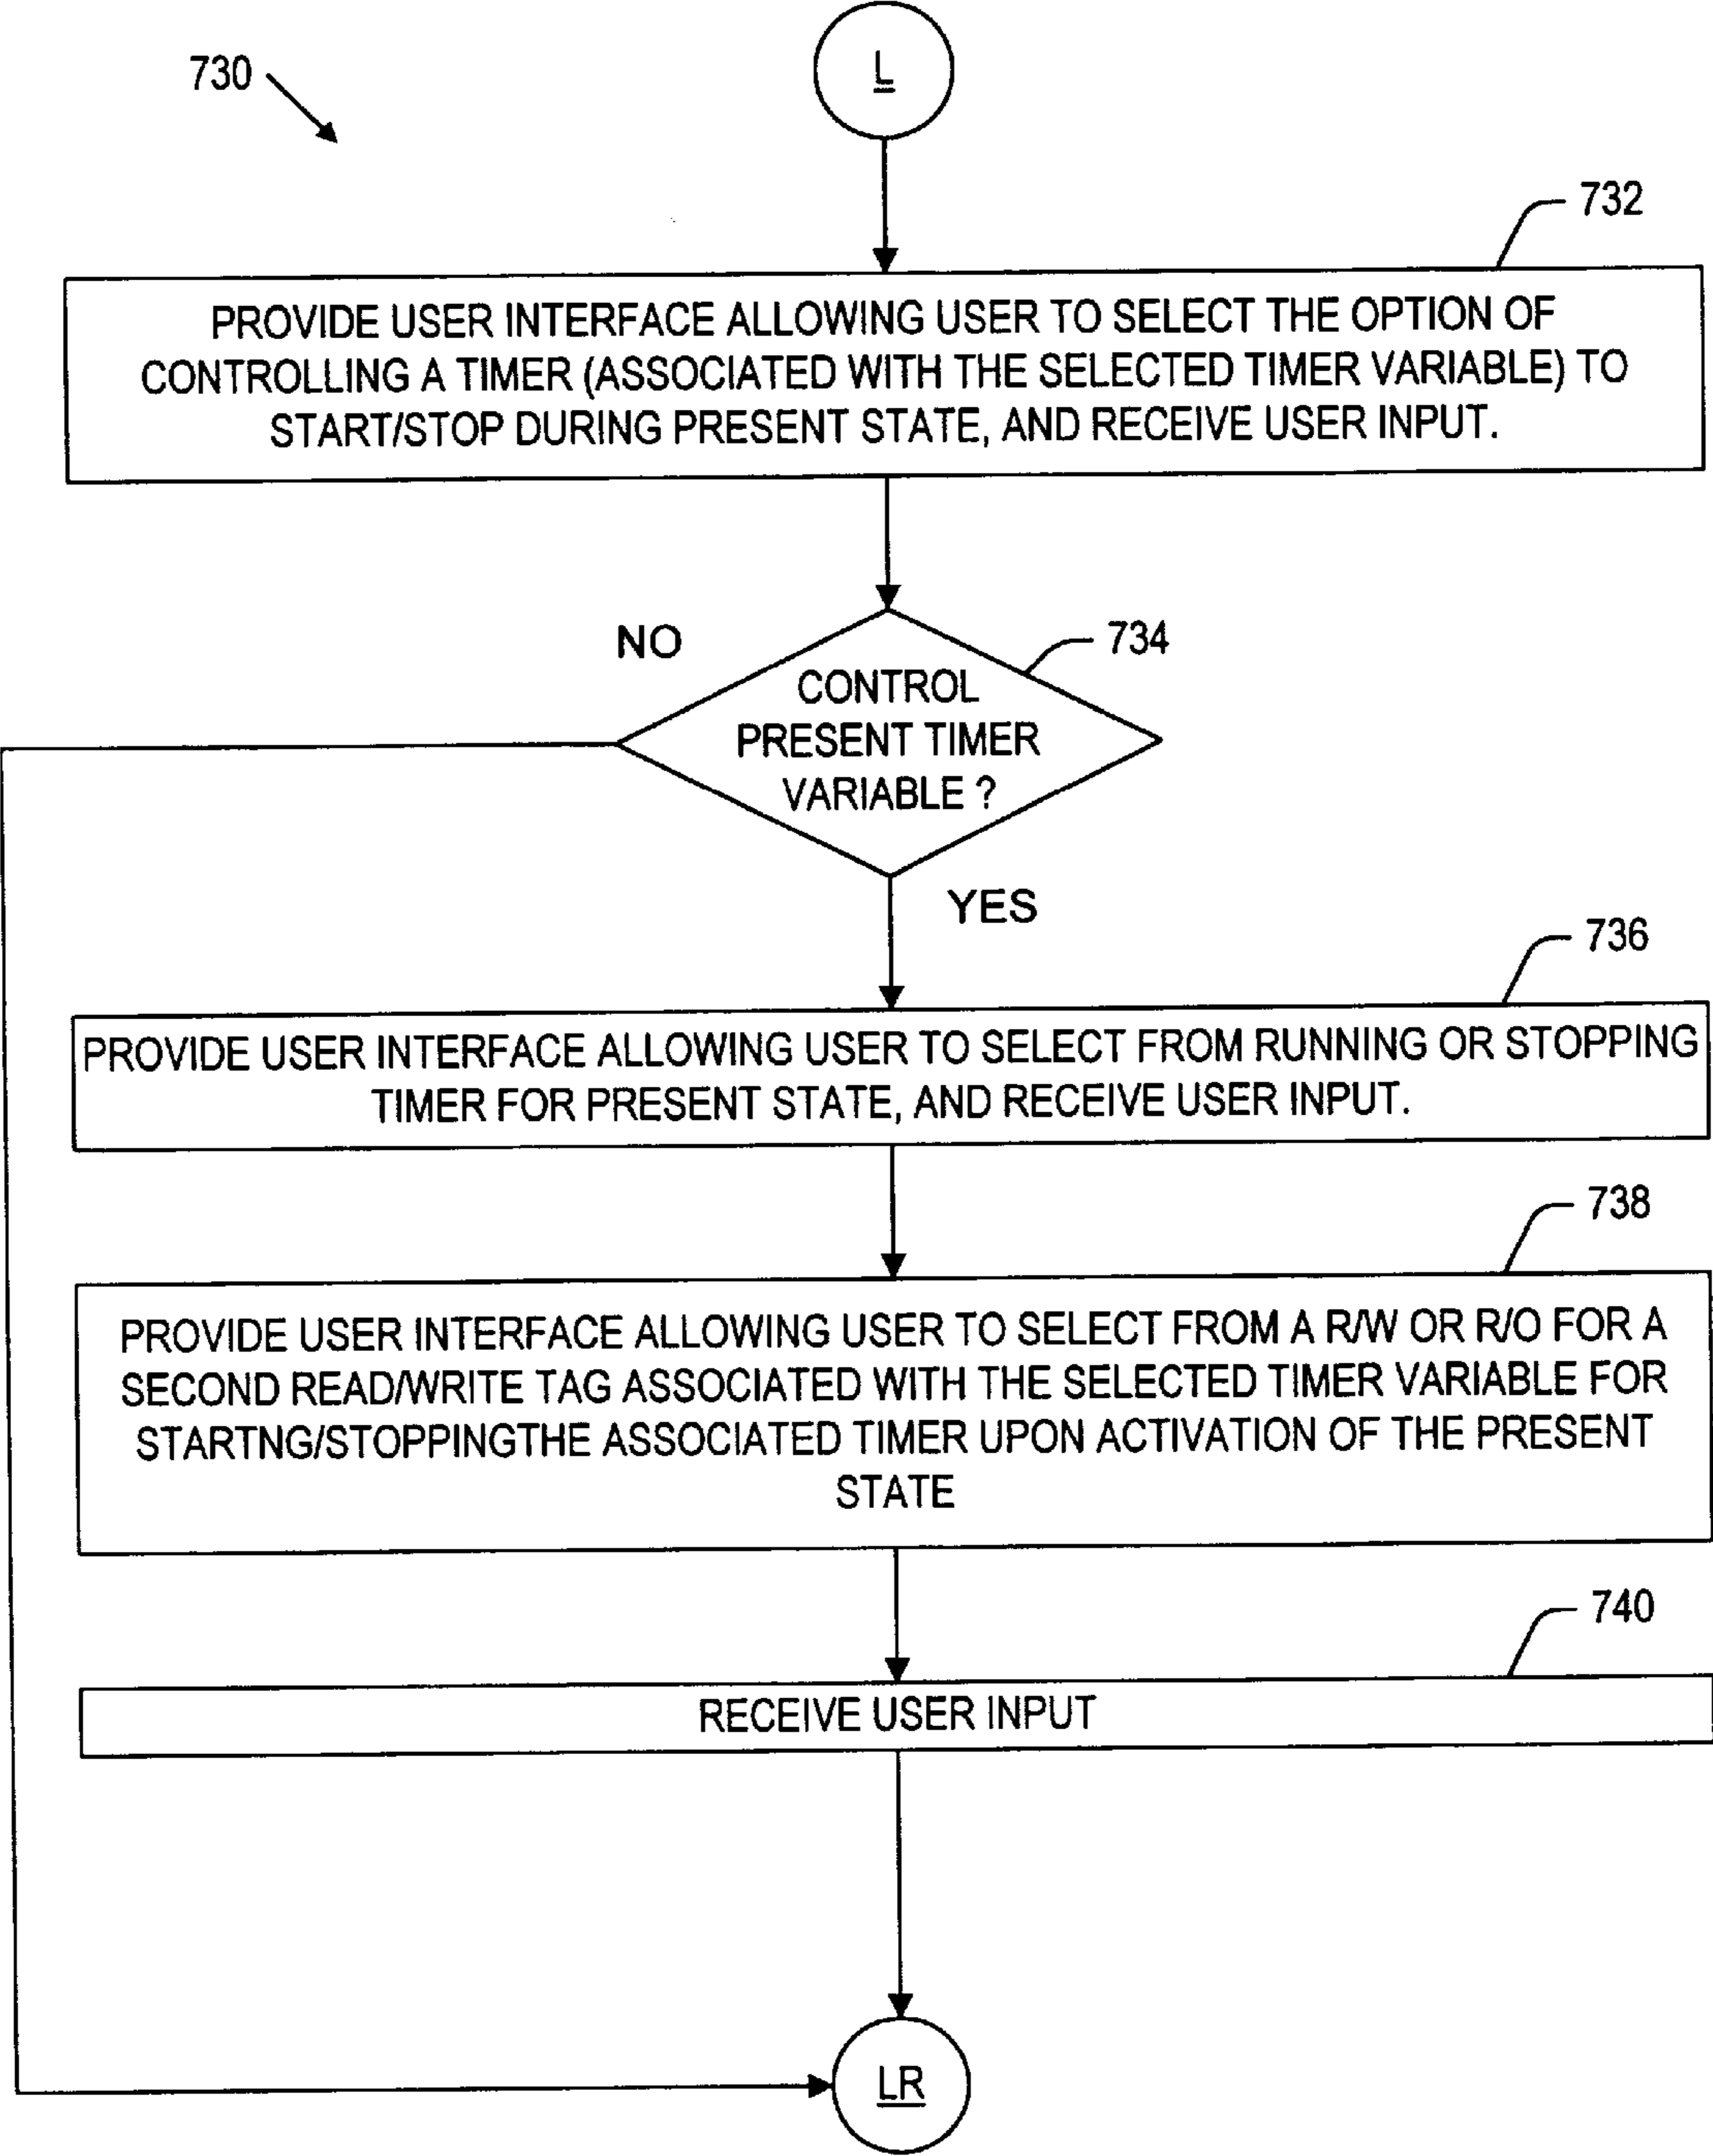 730
L
732
PROVIDE USER INTERFACE ALLOWING USER TO SELECT THE OPTION OF
CONTROLLING A TIMER (ASSOCIATED WITH THE SELECTED TIMER VARIABLE) TO
START/STOP DURING PRESENT STATE, AND RECEIVE USER INPUT.
NO
734
CONTROL
PRESENT TIMER
VARIABLE ?
YES
736
PROVIDE USER INTERFACE ALLOWING USER TO SELECT FROM RUNNING OR STOPPING
TIMER FOR PRESENT STATE, AND RECEIVE USER INPUT.
738
PROVIDE USER INTERFACE ALLOWING USER TO SELECT FROM A R/W OR R/O FOR A
SECOND READ/WRITE TAG ASSOCIATED WITH THE SELECTED TIMER VARIABLE FOR
STARTNG/STOPPINGTHE ASSOCIATED TIMER UPON ACTIVATION OF THE PRESENT
STATE
740
RECEIVE USER INPUT
LR